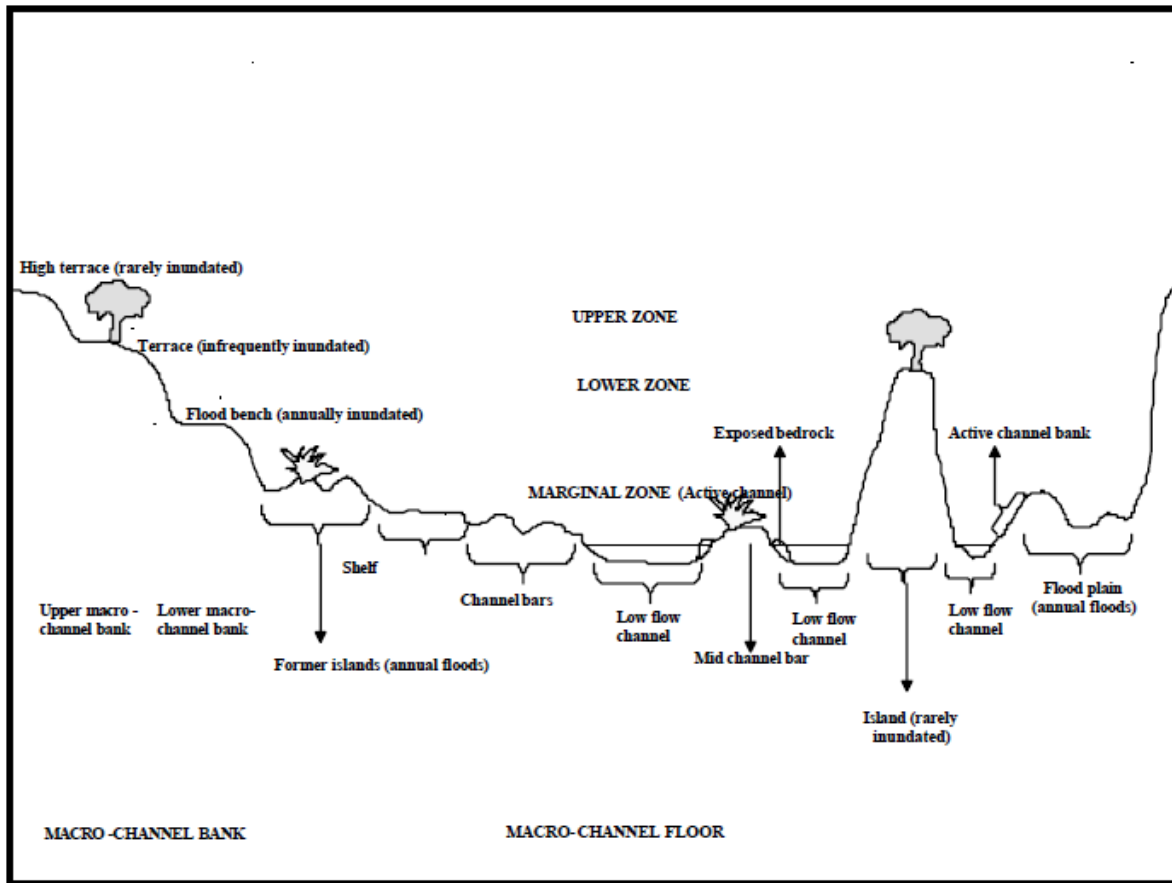 High terrace (rarely inundated)
UPPER ZONE
Terrace (infrequently inundated)
LOWER ZONE
Flood bench (annually inundated)
Exposed bedrock
Active channel bank
MARGINAL ZONE (Active channel)
Shelf
Channel bars
Flood plain
(annual floods)
Upper macro -
channel bank
Lower macro-
channel bank
Low flow
channel
Low flow
channel
Low flow
channel
Mid channel bar
Former islands (annual floods)
Island (rarely
inundated)
MACRO -CHANNEL BANK
MACRO- CHANNEL FLOOR